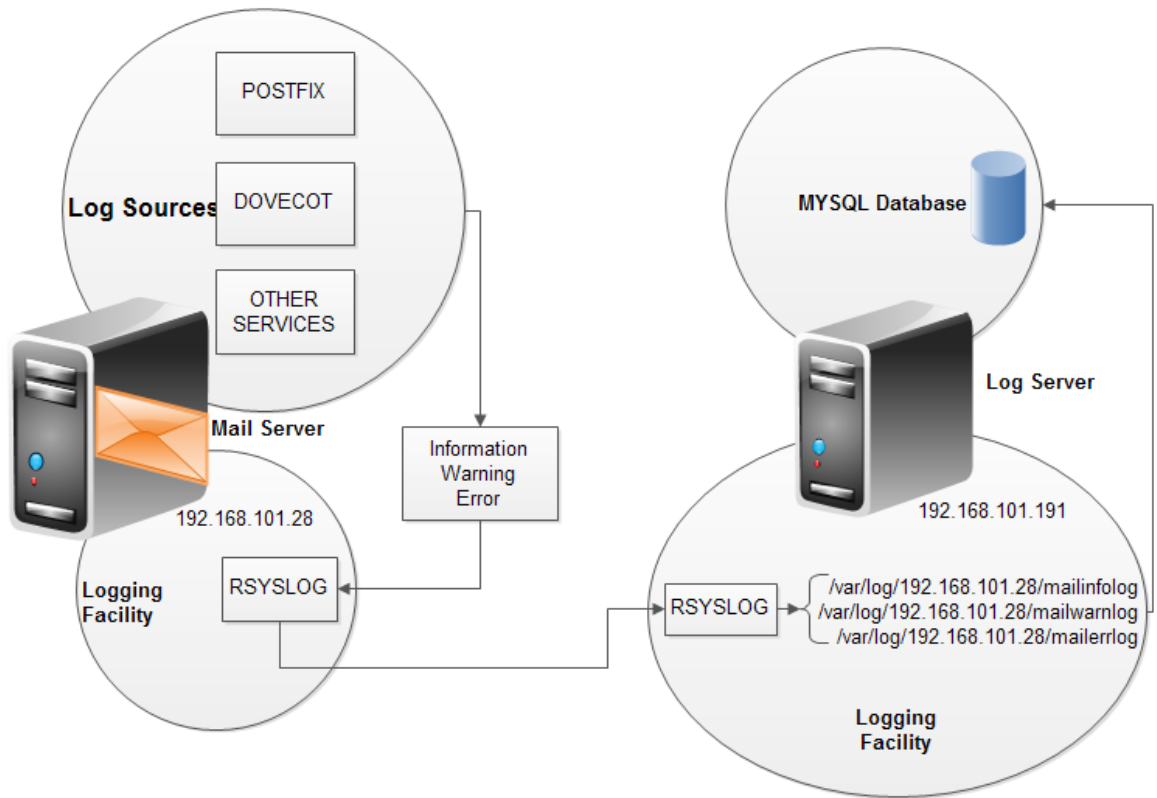 POSTFIX
Log Sources
DOVECOT
OTHER
SERVICES
Mail Server
192.168.101.28
Information
Warning
Error
Logging
Facility
RSYSLOG
MYSQL Database
Log Server
192.168.101.191
RSYSLOG
/var/log/192.168.101.28/mailinfolog
/var/log/192.168.101.28/mailwarnlog
/var/log/192.168.101.28/mailerrlog
Logging
Facility